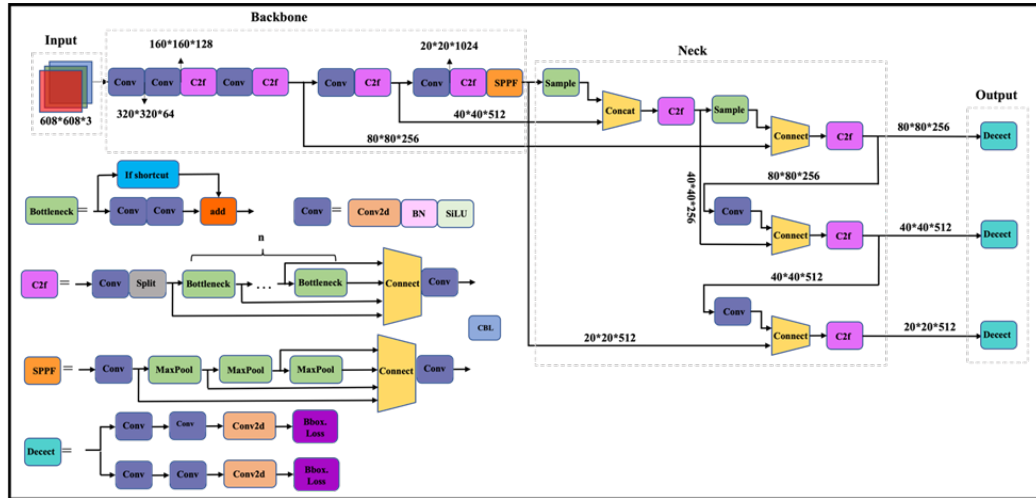 Backbone
Input
160*160*128
20*20*1024
Neck
Conv Conv C2f Conv C2f Conv C2f Conv C2f SPPF Sample
Concat C2f Sample
Output
608*608*3
320*320*64
40*40*512
80*80*256
Connect C2f
80*80*256
Decect
80*80*256
If shortcut
Bottleneck = Conv Conv add
Conv = Conv2d BN SiLU
40*40*256
Conv
Connect C2f
40*40*512
Decect
n
C2f = Conv Split Bottleneck ... Bottleneck Connect Conv
40*40*512
Conv
CBL
20*20*512
Connect C2f
20*20*512
Decect
SPPF = Conv MaxPool MaxPool MaxPool Connect Conv
Decect =
Conv Conv Conv2d Bbox.
Loss
Conv Conv Conv2d Bbox.
Loss